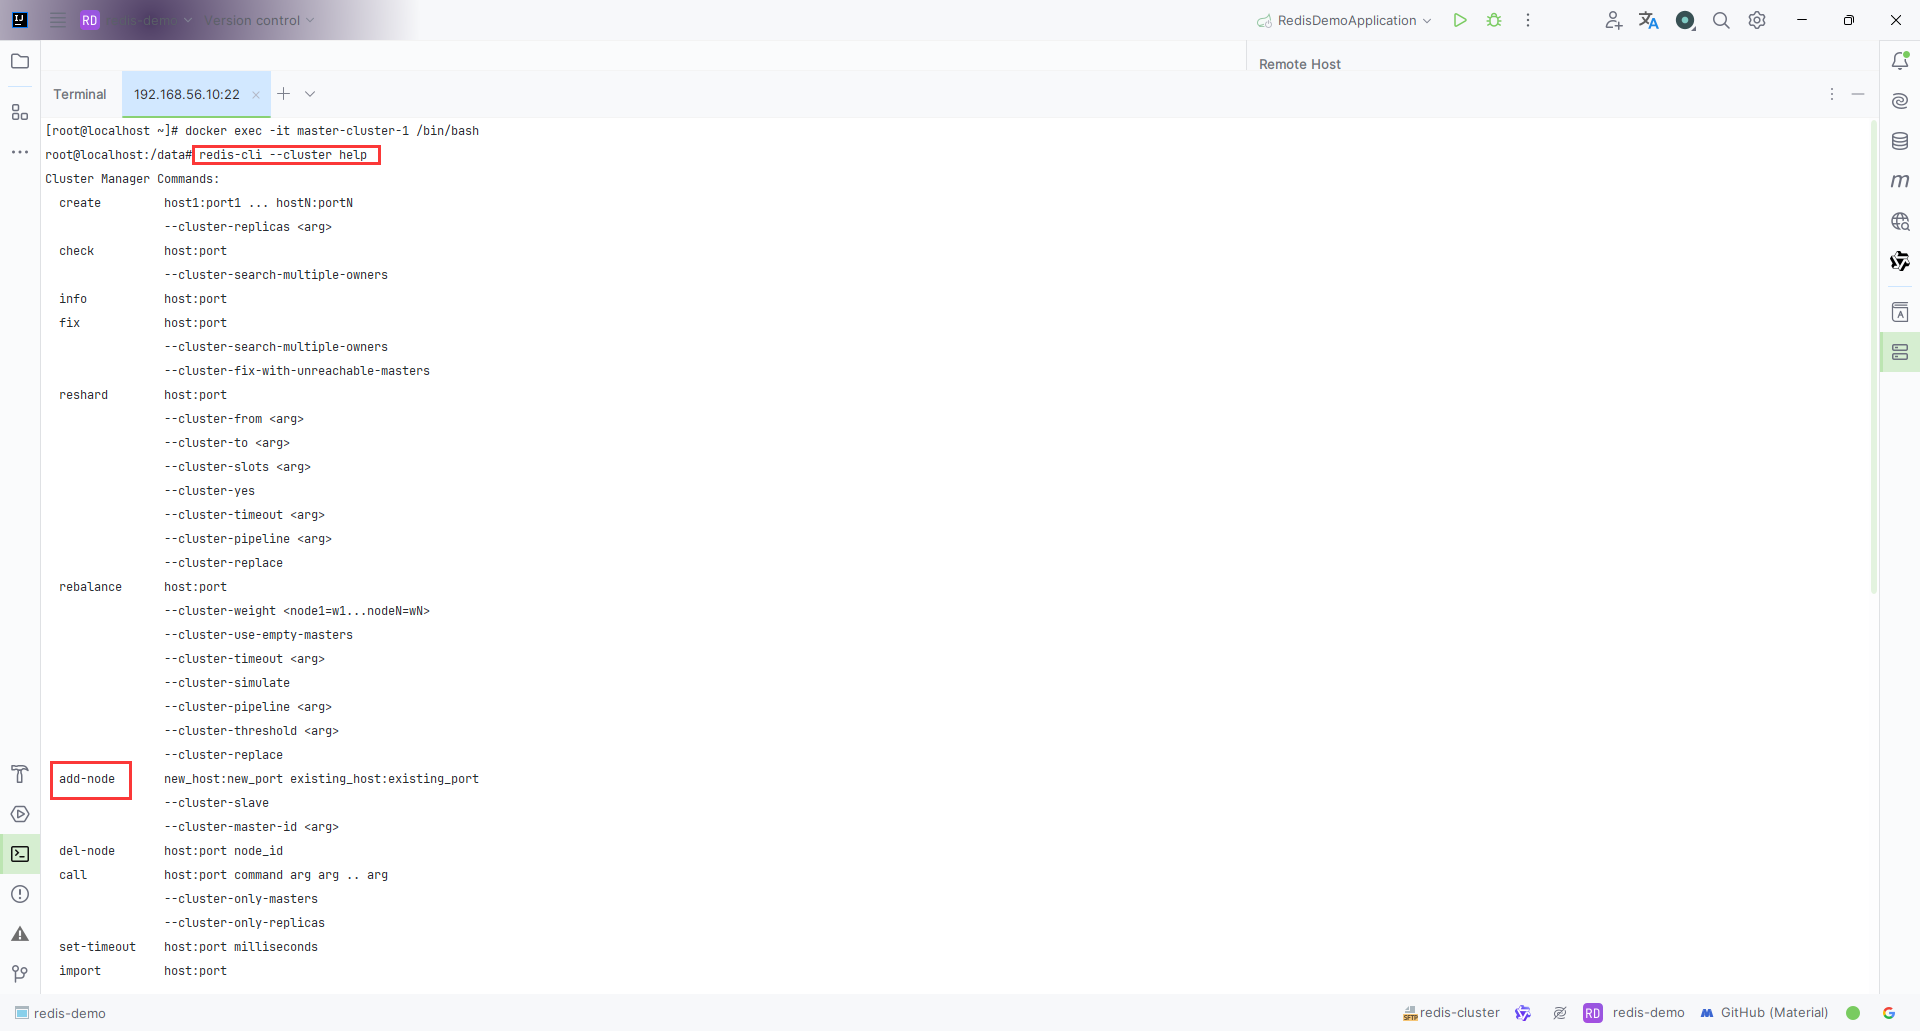 RD redis-demo Version control RedisDemoApplication
Remote Host
Terminal 192.168.56.10:22
[root@localhost ~]# docker exec -it master-cluster-1 /bin/bash
root@localhost:/data# redis-cli --cluster help
Cluster Manager Commands:
create host1:port1 ... hostN:portN
--cluster-replicas <arg>
check host:port
--cluster-search-multiple-owners
info host:port
fix host:port
--cluster-search-multiple-owners
--cluster-fix-with-unreachable-masters
reshard host:port
--cluster-from <arg>
--cluster-to <arg>
--cluster-slots <arg>
--cluster-yes
--cluster-timeout <arg>
--cluster-pipeline <arg>
--cluster-replace
rebalance host:port
--cluster-weight <node1=w1...nodeN=wN>
--cluster-use-empty-masters
--cluster-timeout <arg>
--cluster-simulate
--cluster-pipeline <arg>
--cluster-threshold <arg>
--cluster-replace
add-node new_host:new_port existing_host:existing_port
--cluster-slave
--cluster-master-id <arg>
del-node host:port node_id
call host:port command arg arg .. arg
--cluster-only-masters
--cluster-only-replicas
set-timeout host:port milliseconds
import host:port
redis-demo redis-cluster RD redis-demo GitHub (Material)